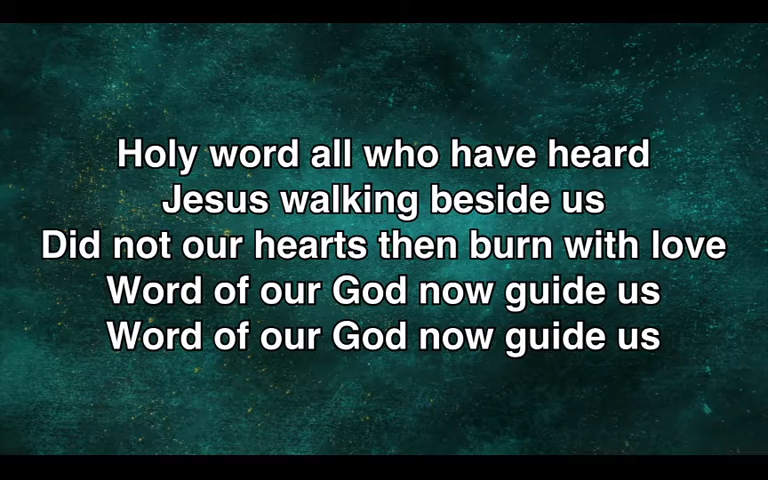 Holy word all who have heard
Jesus walking beside us
Did not our hearts then burn with love
Word of our God now guide us
Word of our God now guide us